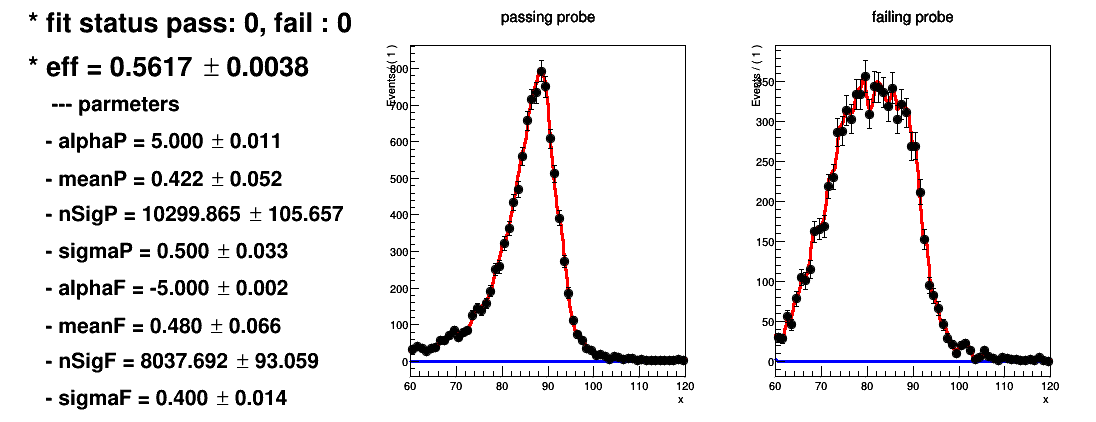 * fit status pass: 0, fail : 0
* eff = 0.5617 ± 0.0038
--- parmeters
- alphaP = 5.000 ± 0.011
- meanP = 0.422 ± 0.052
- nSigP = 10299.865 ± 105.657
- sigmaP = 0.500 ± 0.033
- alphaF = -5.000 ± 0.002
- meanF = 0.480 ± 0.066
- nSigF = 8037.692 ± 93.059
- sigmaF = 0.400 ± 0.014
passing probe
Events / ( 1 )
800
700
600
500
400
300
200
100
0
60 70 80 90 100 110 120
x
failing probe
Events / ( 1 )
350
300
250
200
150
100
50
0
60 70 80 90 100 110 120
x